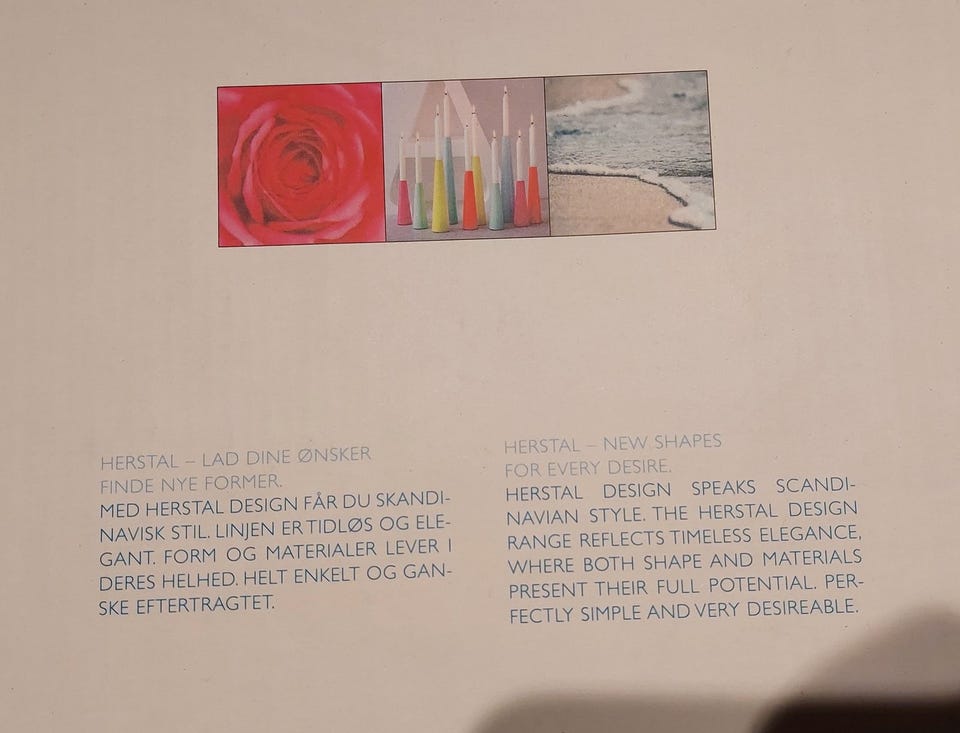 HERSTAL – LAD DINE ØNSKER
FINDE NYE FORMER.
MED HERSTAL DESIGN FÅR DU SKANDI-
NAVISK STIL. LINJEN ER TIDLØS OG ELE-
GANT. FORM OG MATERIALER LEVER I
DERES HELHED. HELT ENKELT OG GAN-
SKE EFTERTRAGTET.
HERSTAL – NEW SHAPES
FOR EVERY DESIRE.
HERSTAL DESIGN SPEAKS SCANDI-
NAVIAN STYLE. THE HERSTAL DESIGN
RANGE REFLECTS TIMELESS ELEGANCE,
WHERE BOTH SHAPE AND MATERIALS
PRESENT THEIR FULL POTENTIAL. PER-
FECTLY SIMPLE AND VERY DESIREABLE.